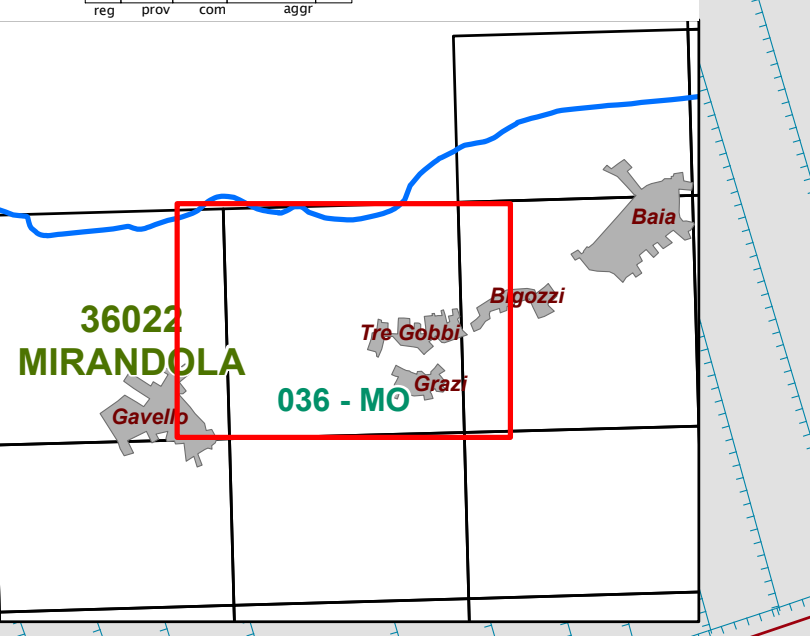 reg prov com aggr
Baia
Bigozzi
36022
MIRANDOLA
Tre Gobbi
Grazi
036 - MO
Gavello